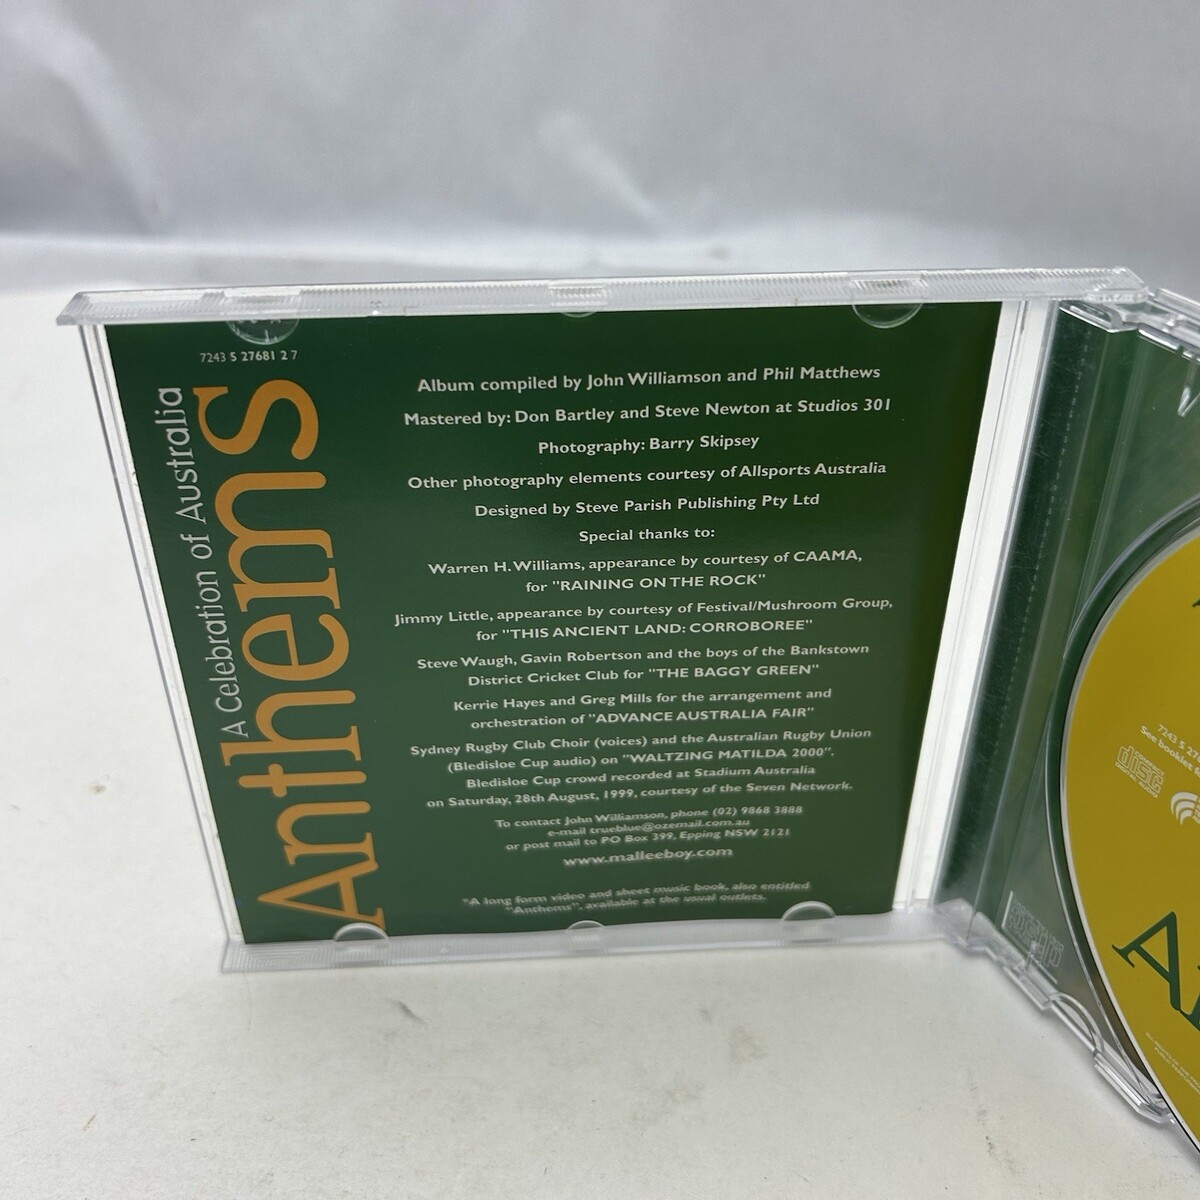 7243 5 27681 2 7
A Celebration of Australia
Anthems
Album compiled by John Williamson and Phil Matthews
Mastered by: Don Bartley and Steve Newton at Studios 301
Photography: Barry Skipsey
Other photography elements courtesy of Allsports Australia
Designed by Steve Parish Publishing Pty Ltd
Special thanks to:
Warren H. Williams, appearance by courtesy of CAAMA,
for "RAINING ON THE ROCK"
Jimmy Little, appearance by courtesy of Festival/Mushroom Group,
for "THIS ANCIENT LAND: CORROBOREE"
Steve Waugh, Gavin Robertson and the boys of the Bankstown
District Cricket Club for "THE BAGGY GREEN"
Kerrie Hayes and Greg Mills for the arrangement and
orchestration of "ADVANCE AUSTRALIA FAIR"
Sydney Rugby Club Choir (voices) and the Australian Rugby Union
(Bledisloe Cup audio) on "WALTZING MATILDA 2000".
Bledisloe Cup crowd recorded at Stadium Australia
on Saturday, 28th August, 1999, courtesy of the Seven Network.
To contact John Williamson, phone (02) 9868 3888
e-mail trueblue@ozemail.com.au
or post mail to PO Box 399, Epping NSW 2121
www.malleeboy.com
*A long form video and sheet music book, also entitled
"Anthems", available at the usual outlets.
7243 5 276
See booklet
COMPACT
disc
DIGITAL AUDIO
A